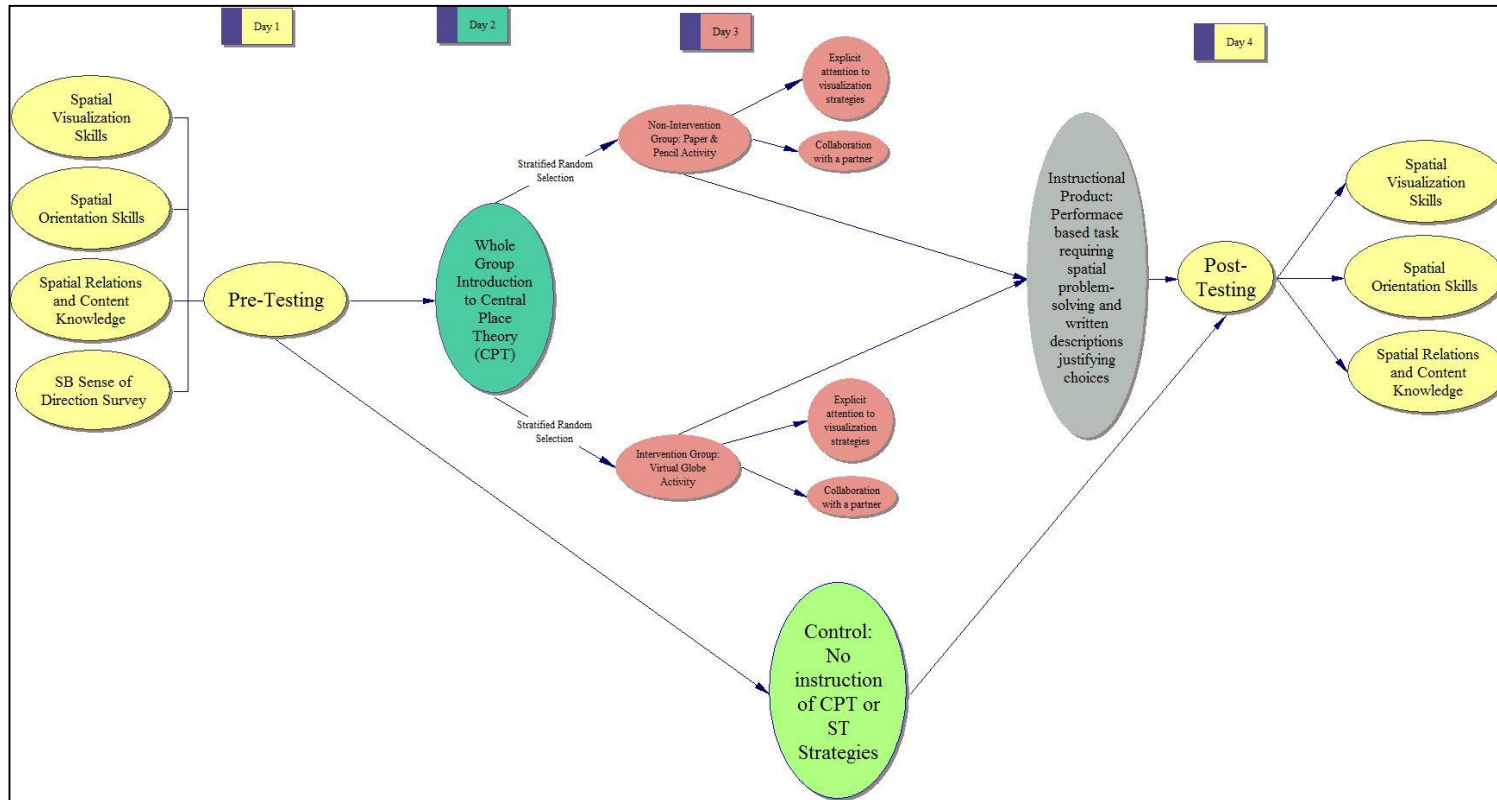 Day 1
Day 2
Day 3
Day 4
Spatial
Visualization
Skills
Spatial
Orientation Skills
Spatial Relations
and Content
Knowledge
SB Sense of
Direction Survey
Pre-Testing
Whole
Group
Introduction
to Central
Place
Theory
(CPT)
Stratified Random
Selection
Stratified Random
Selection
Non-Intervention
Group: Paper &
Pencil Activity
Explicit
attention to
visualization
strategies
Collaboration
with a partner
Intervention Group:
Virtual Globe
Activity
Explicit
attention to
visualization
strategies
Collaboration
with a partner
Control:
No
instruction
of CPT or
ST
Strategies
Instructional
Product:
Performace
based task
requiring
spatial
problem-
solving and
written
descriptions
justifying
choices
Post-
Testing
Spatial
Visualization
Skills
Spatial
Orientation Skills
Spatial Relations
and Content
Knowledge